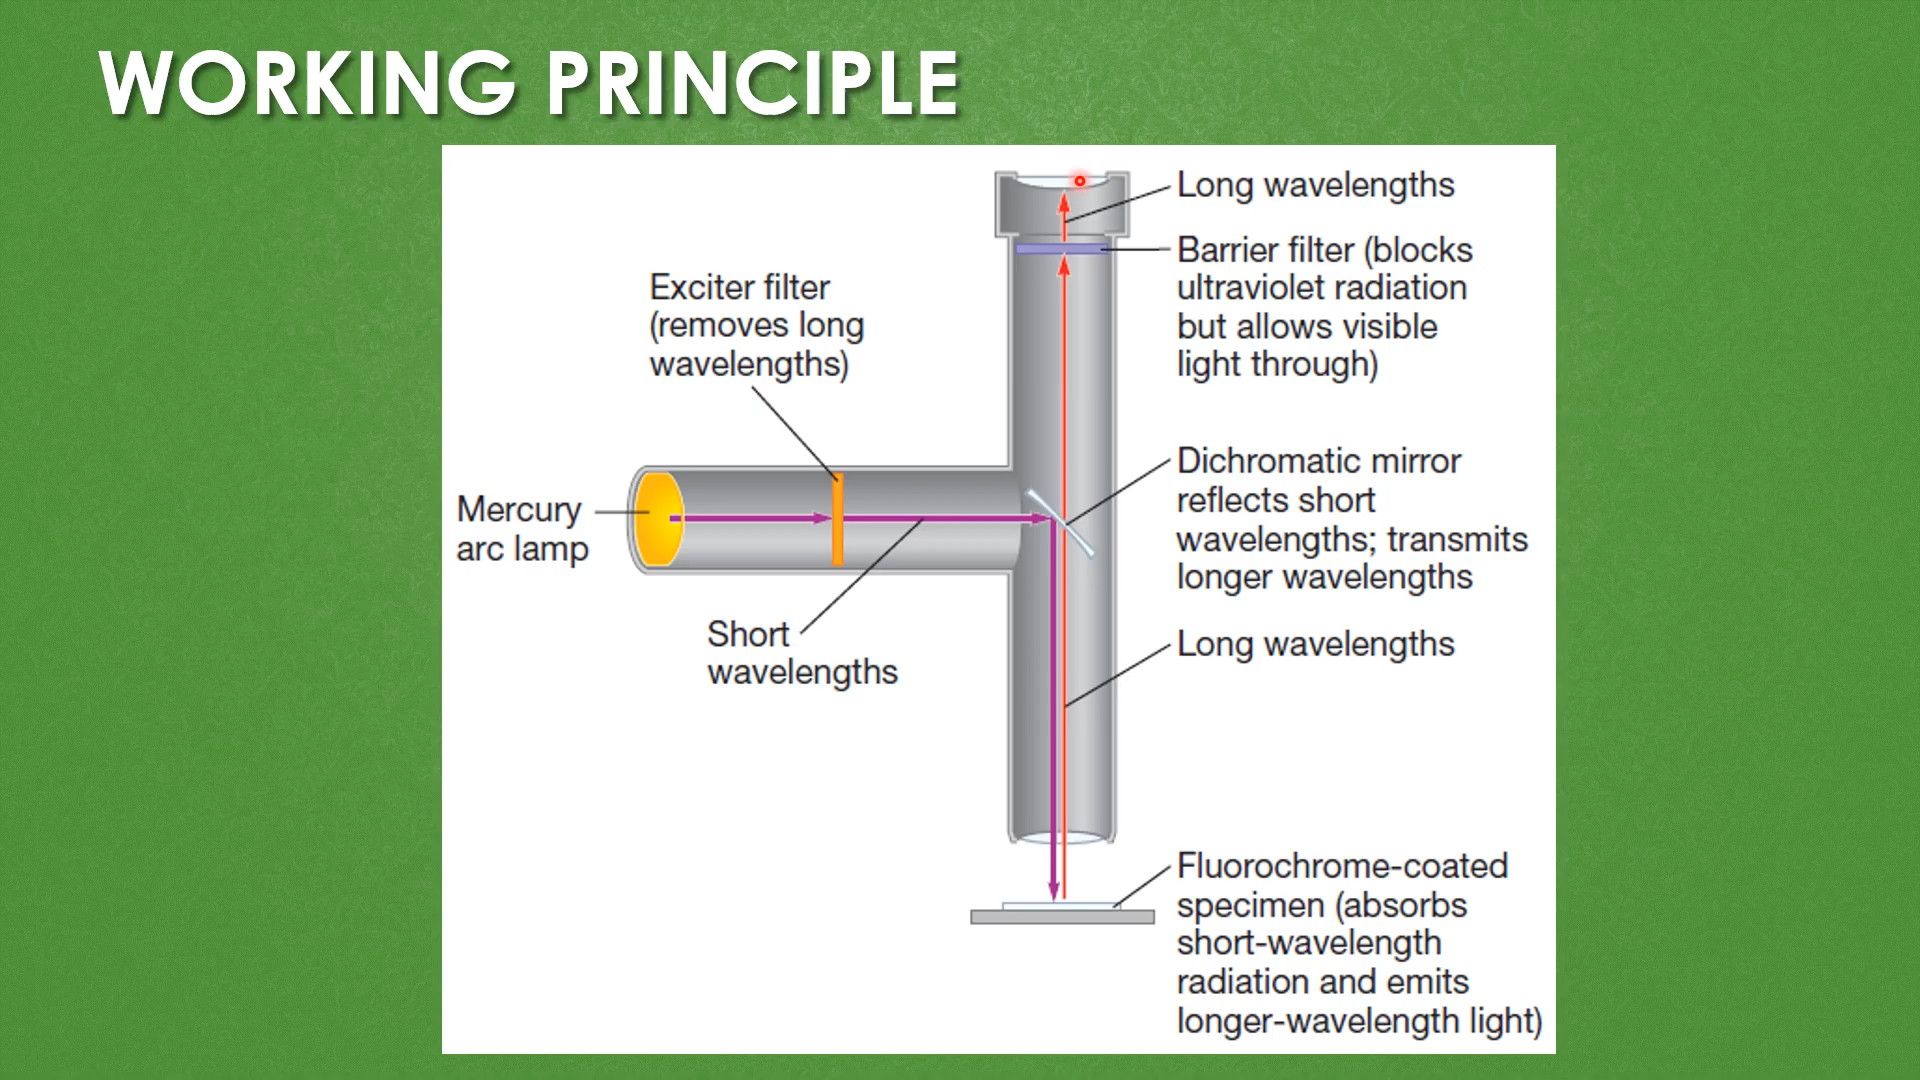 WORKING PRINCIPLE
Long wavelengths
Barrier filter (blocks
ultraviolet radiation
but allows visible
light through)
Exciter filter
(removes long
wavelengths)
Mercury
arc lamp
Dichromatic mirror
reflects short
wavelengths; transmits
longer wavelengths
Short
wavelengths
Long wavelengths
Fluorochrome-coated
specimen (absorbs
short-wavelength
radiation and emits
longer-wavelength light)